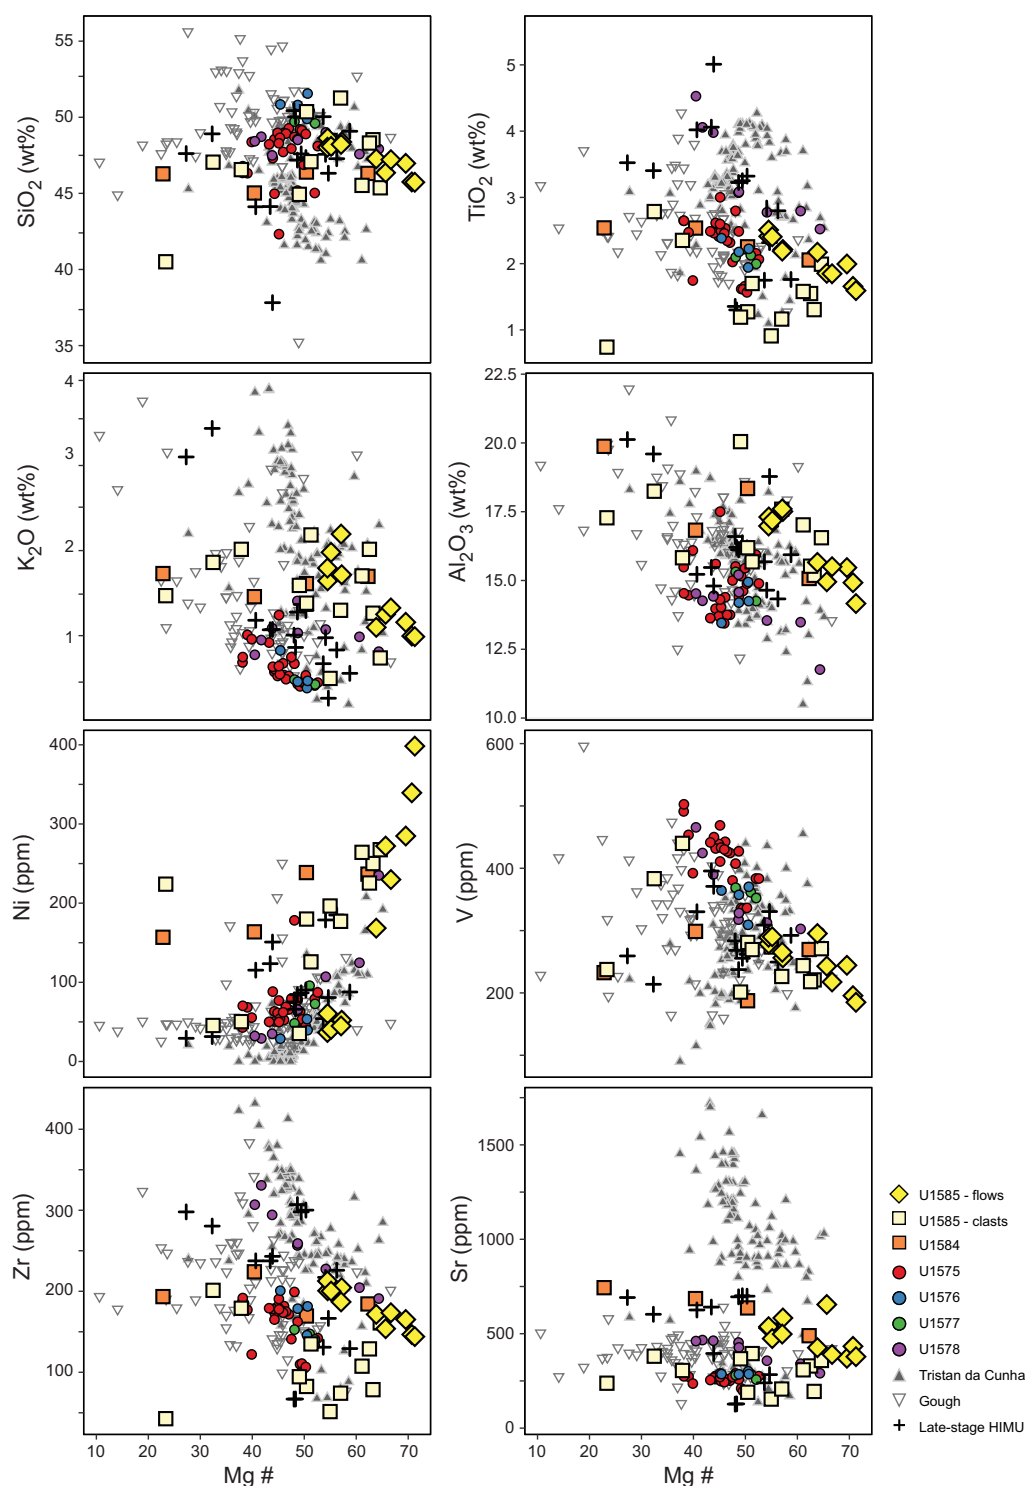 SiO2 (wt%)
55
50
45
40
35
TiO2 (wt%)
5
4
3
2
1
K2O (wt%)
4
3
2
1
Al2O3 (wt%)
22.5
20.0
17.5
15.0
12.5
10.0
Ni (ppm)
400
300
200
100
0
V (ppm)
600
400
200
Zr (ppm)
400
300
200
100
10 20 30 40 50 60 70
Mg #
Sr (ppm)
1500
1000
500
0
10 20 30 40 50 60 70
Mg #
U1585 - flows
U1585 - clasts
U1584
U1575
U1576
U1577
U1578
Tristan da Cunha
Gough
Late-stage HIMU